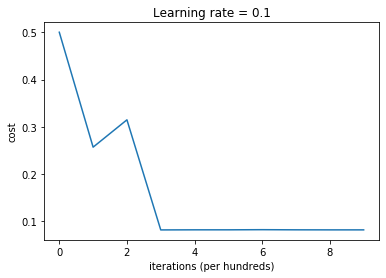 Learning rate = 0.1
cost
0.5
0.4
0.3
0.2
0.1
0 2 4 6 8
iterations (per hundreds)